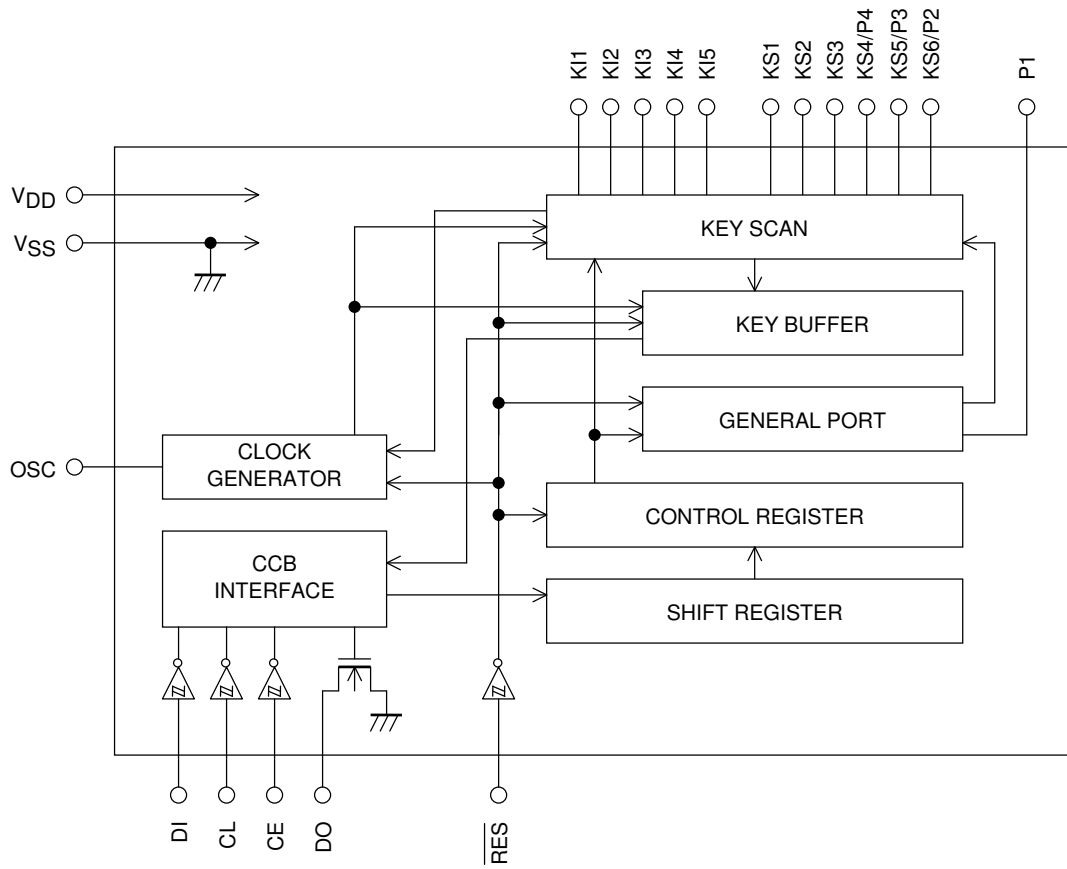 KI1
KI2
KI3
KI4
KI5
KS1
KS2
KS3
KS4/P4
KS5/P3
KS6/P2
P1
VDD
VSS
KEY SCAN
KEY BUFFER
GENERAL PORT
OSC
CLOCK
GENERATOR
CONTROL REGISTER
CCB
INTERFACE
SHIFT REGISTER
DI
CL
CE
DO
RES